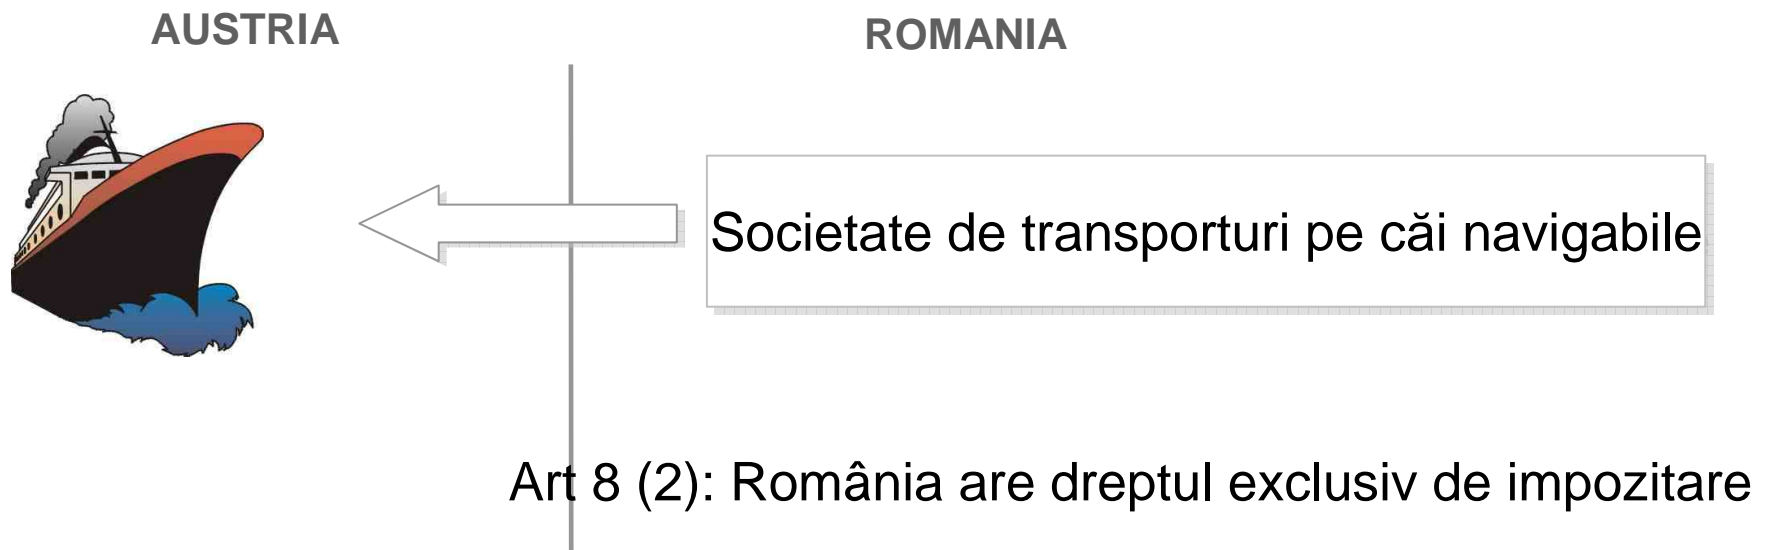 AUSTRIA
ROMANIA
Societate de transporturi pe căi navigabile
Art 8 (2): România are dreptul exclusiv de impozitare